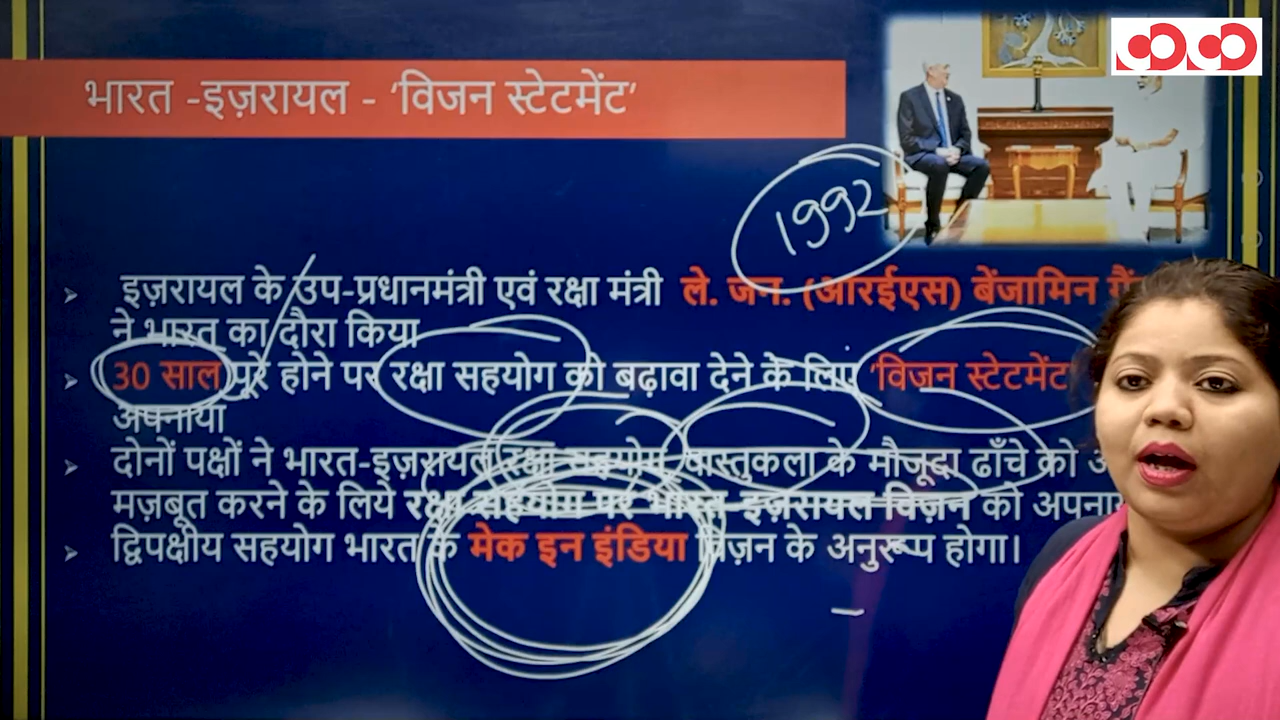 भारत -इज़रायल - ‘विजन स्टेटमेंट’
1992
इज़रायल के उप-प्रधानमंत्री एवं रक्षा मंत्री ले. जन. (आरईएस) बेंजामिन
ने भारत का दौरा किया
30 साल पूरे होने पर रक्षा सहयोग को बढ़ावा देने के लिए ‘विजन स्टेटमेंट
अपनाया
दोनों पक्षों ने भारत-इज़रायल रक्षा सहयोग, वास्तुकला के मौजूदा ढाँचे को
मज़बूत करने के लिये रक्षा सहयोग पर भारत-इज़रायल विज़न को
द्विपक्षीय सहयोग भारत के मेक इन इंडिया विज़न के अनुरूप होगा।